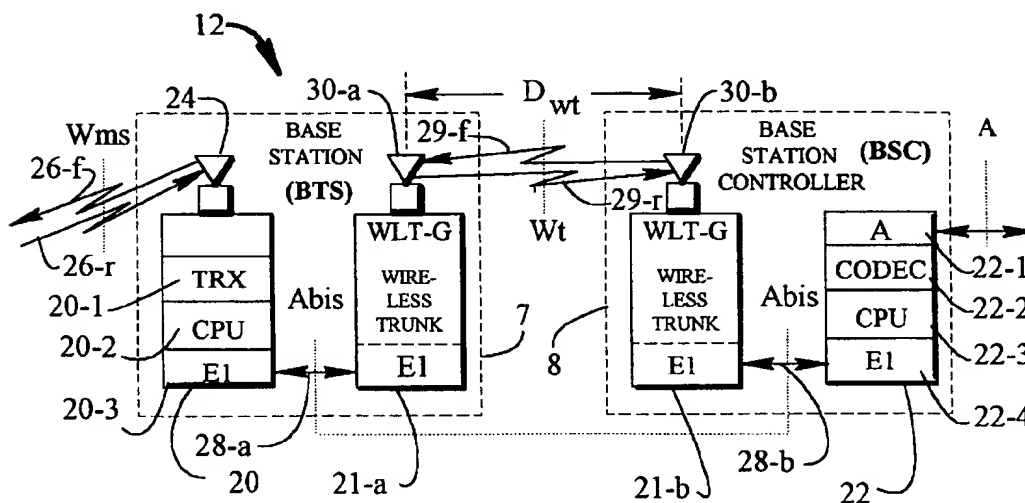 12
24
30-a
D wt
30-b
Wms
BASE
STATION
(BTS)
29-f
BASE
STATION
CONTROLLER
(BSC)
A
26-f
29-r
Wt
26-r
WLT-G
WLT-G
A
22-1
TRX
WIRE-
LESS
TRUNK
WIRE-
LESS
TRUNK
CODEC
22-2
20-1
Abis
7
8
Abis
20-2
CPU
CPU
22-3
E1
E1
E1
E1
20-3
22-4
28-a
28-b
20
21-a
21-b
22